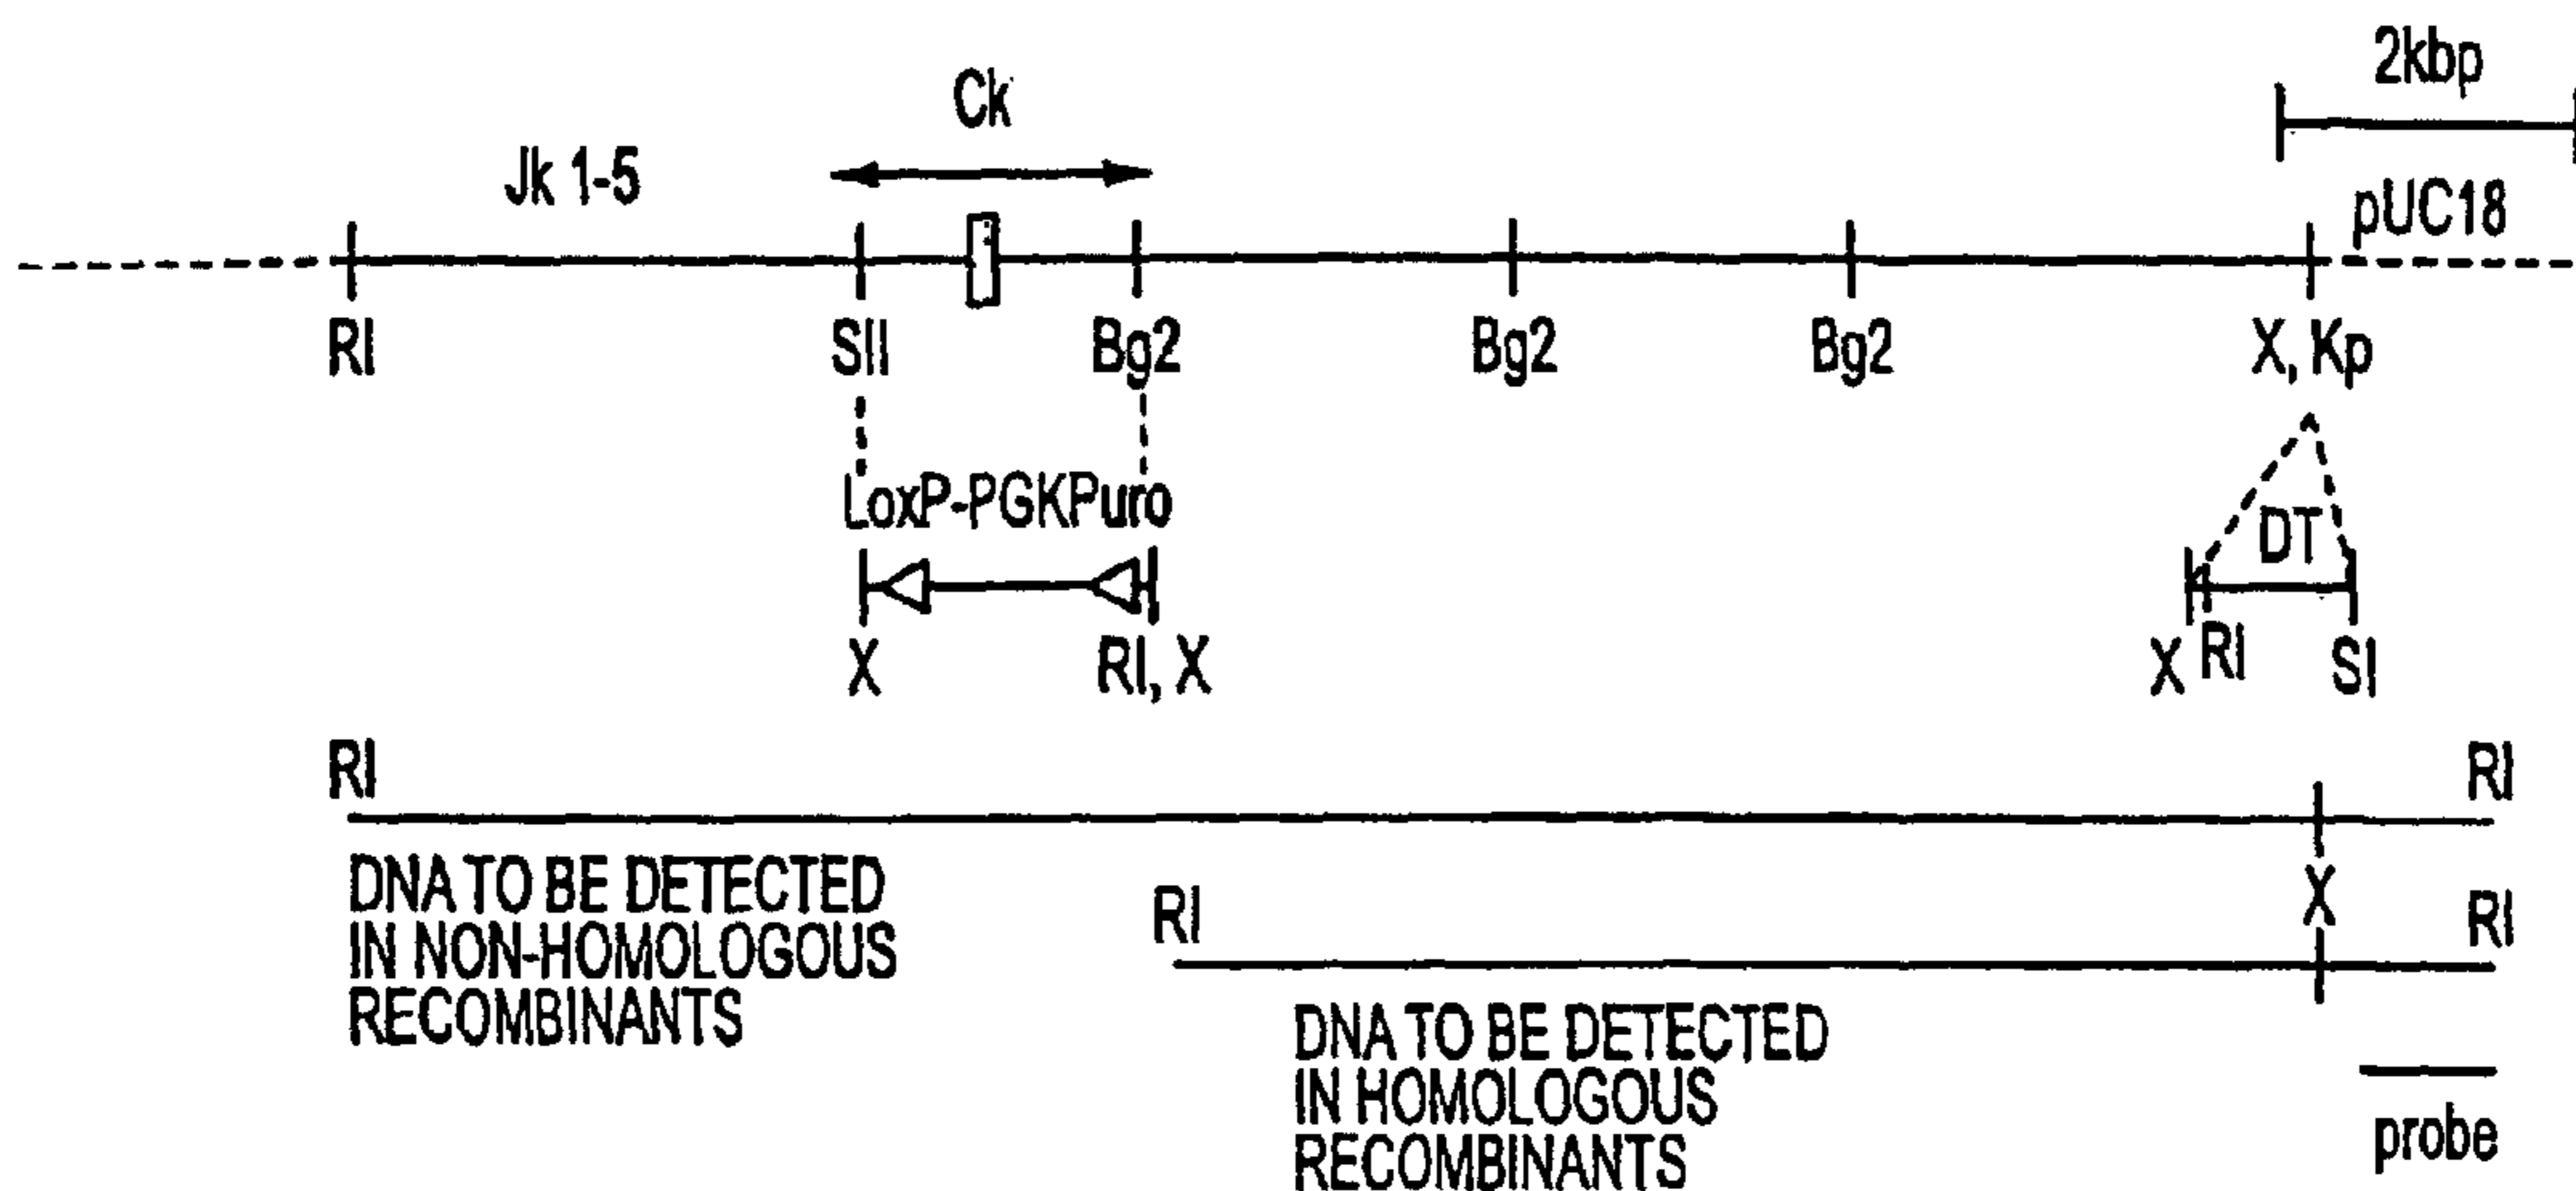 2kbp
Ck
Jk 1-5
pUC18
RI
SII
Bg2
Bg2
Bg2
X, Kp
LoxP-PGKPuro
DT
X
RI, X
X
RI
SI
RI
RI
X
DNA TO BE DETECTED
IN NON-HOMOLOGOUS
RECOMBINANTS
RI
RI
DNA TO BE DETECTED
IN HOMOLOGOUS
RECOMBINANTS
probe